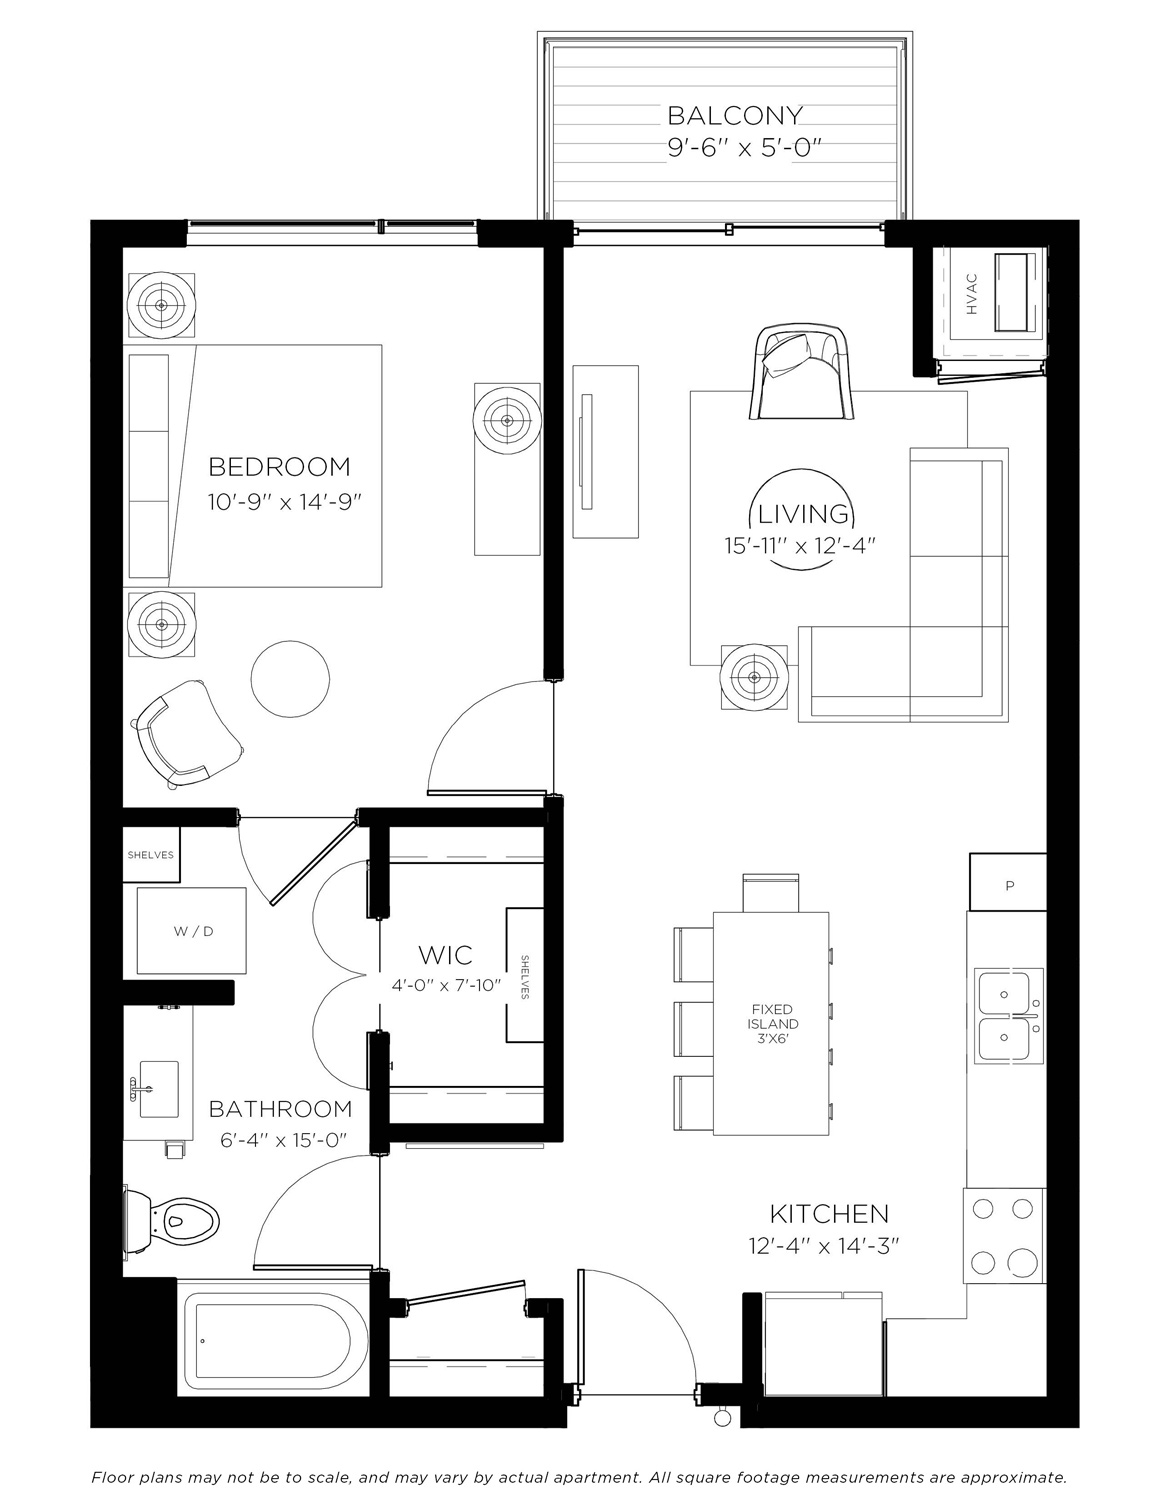 BALCONY
9'-6" x 5'-0"
HVAC
BEDROOM
10'-9" x 14'-9"
LIVING
15'-11" x 12'-4"
SHELVES
W / D
WIC
4'-0" x 7'-10"
SHELVES
P
FIXED
ISLAND
3'X6'
BATHROOM
6'-4" x 15'-0"
KITCHEN
12'-4" x 14'-3"
Floor plans may not be to scale, and may vary by actual apartment. All square footage measurements are approximate.